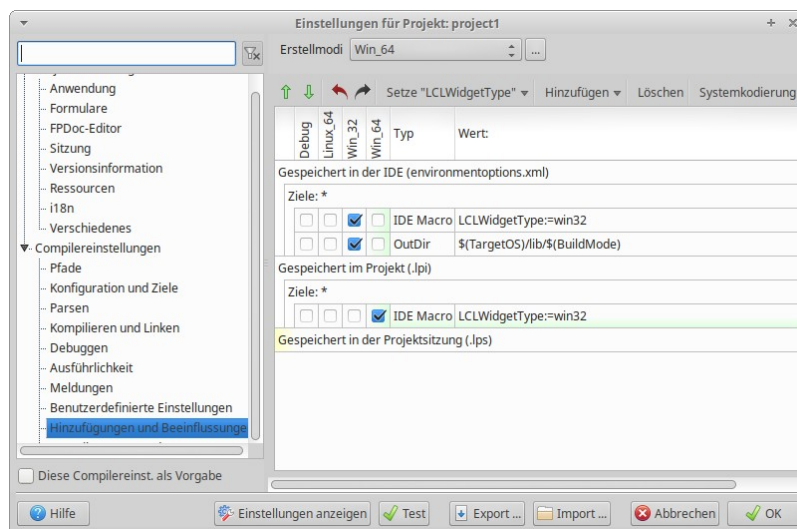 Einstellungen für Projekt: project1
Erstellmodi Win_64 ...
Anwendung
Formulare
FPDoc-Editor
Sitzung
Versionsinformation
Ressourcen
i18n
Verschiedenes
Compilereinstellungen
Pfade
Konfiguration und Ziele
Parsen
Kompilieren und Linken
Debuggen
Ausführlichkeit
Meldungen
Benutzerdefinierte Einstellungen
Hinzufügungen und Beeinflussunge
Diese Compilereinst. als Vorgabe
Setze "LCLWidgetType" Hinzufügen Löschen Systemkodierung
Debug Linux_64 Win_32 Win_64 Typ Wert:
Gespeichert in der IDE (environmentoptions.xml)
Ziele: *
IDE Macro LCLWidgetType:=win32
OutDir $(TargetOS)/lib/$(BuildMode)
Gespeichert im Projekt (.lpi)
Ziele: *
IDE Macro LCLWidgetType:=win32
Gespeichert in der Projektsitzung (.lps)
Hilfe Einstellungen anzeigen Test Export ... Import ... Abbrechen OK